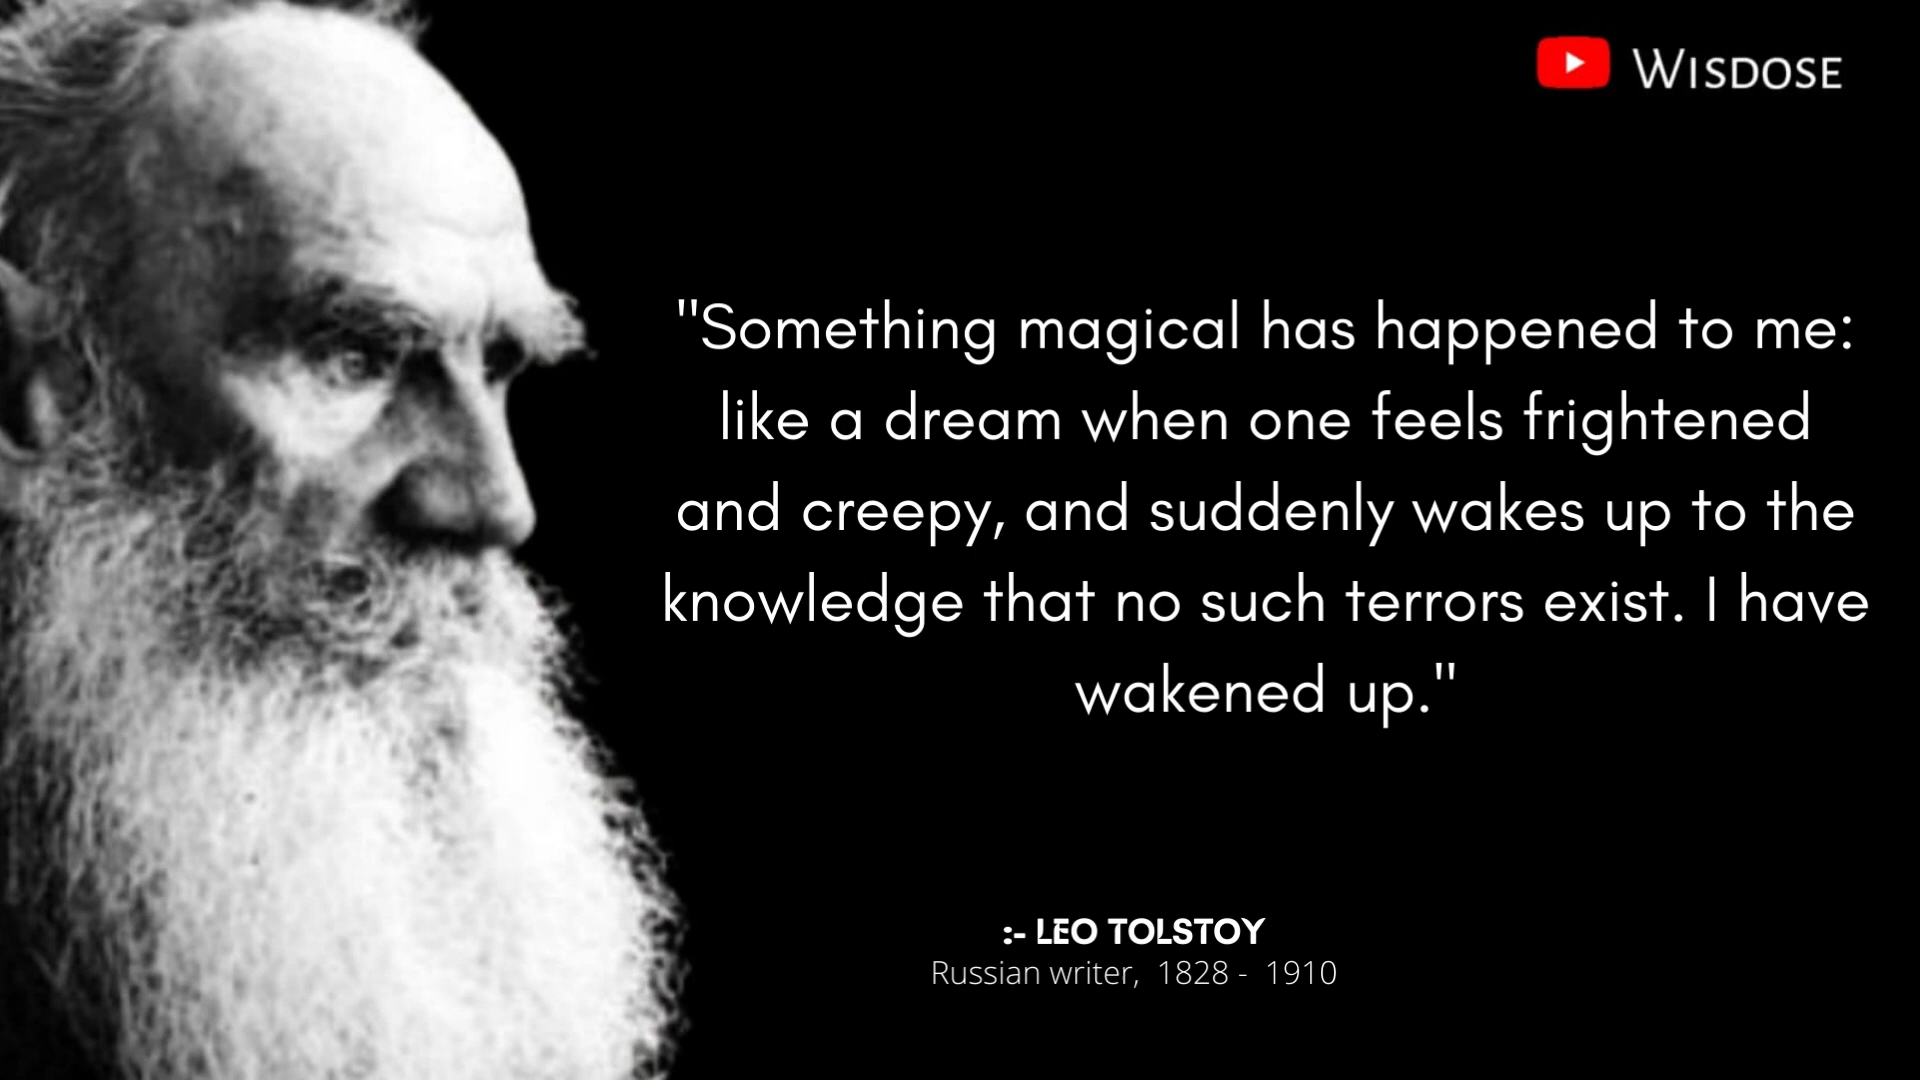 WISDOSE
"Something magical has happened to me:
like a dream when one feels frightened
and creepy, and suddenly wakes up to the
knowledge that no such terrors exist. I have
wakened up."
:- LEO TOLSTOY
Russian writer, 1828 - 1910